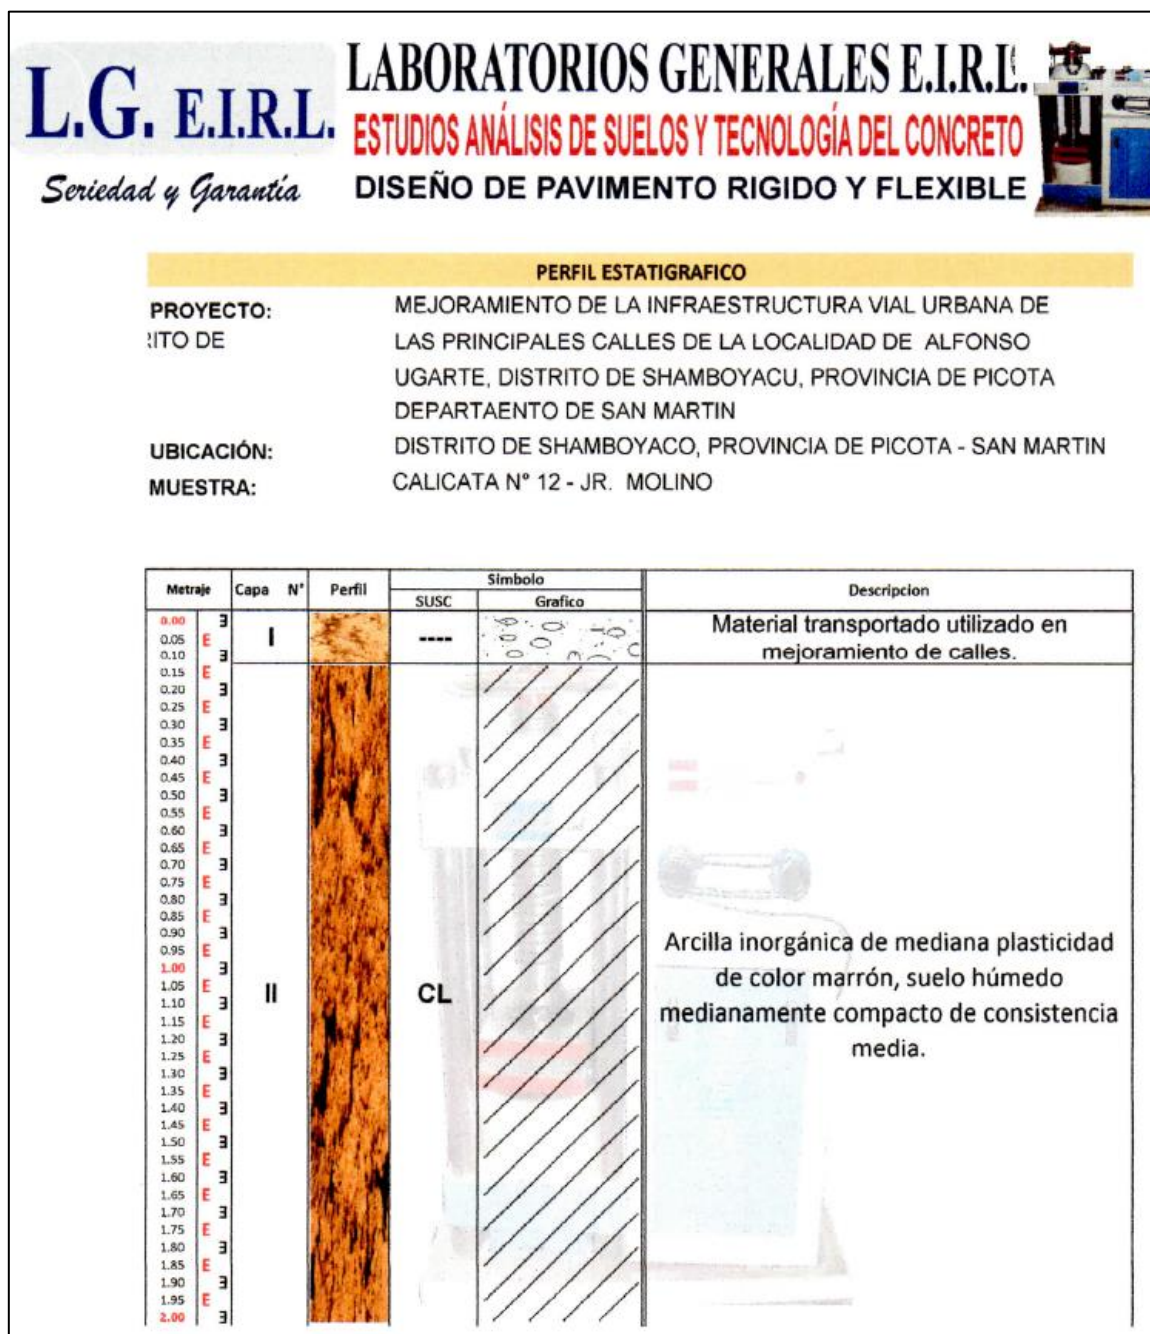 L.G. E.I.R.L.
Seriedad y Garantía
LABORATORIOS GENERALES E.I.R.L.
ESTUDIOS ANÁLISIS DE SUELOS Y TECNOLOGÍA DEL CONCRETO
DISEÑO DE PAVIMENTO RIGIDO Y FLEXIBLE
PERFIL ESTATIGRAFICO
PROYECTO: MEJORAMIENTO DE LA INFRAESTRUCTURA VIAL URBANA DE
RITO DE LAS PRINCIPALES CALLES DE LA LOCALIDAD DE ALFONSO
UGARTE, DISTRITO DE SHAMBOYACU, PROVINCIA DE PICOTA
DEPARTAENTO DE SAN MARTIN
UBICACIÓN: DISTRITO DE SHAMBOYACO, PROVINCIA DE PICOTA - SAN MARTIN
MUESTRA: CALICATA N° 12 - JR. MOLINO
Metraje Capa N° Perfil Simbolo Descripcion
SUSC Grafico
0.00 E
0.05 E I ---- Material transportado utilizado en
0.10 E mejoramiento de calles.
0.15 E
0.20 E
0.25 E
0.30 E
0.35 E
0.40 E
0.45 E
0.50 E
0.55 E
0.60 E
0.65 E
0.70 E
0.75 E
0.80 E
0.85 E
0.90 E
0.95 E Arcilla inorgánica de mediana plasticidad
1.00 E de color marrón, suelo húmedo
1.05 E II CL medianamente compacto de consistencia
1.10 E media.
1.15 E
1.20 E
1.25 E
1.30 E
1.35 E
1.40 E
1.45 E
1.50 E
1.55 E
1.60 E
1.65 E
1.70 E
1.75 E
1.80 E
1.85 E
1.90 E
1.95 E
2.00 E